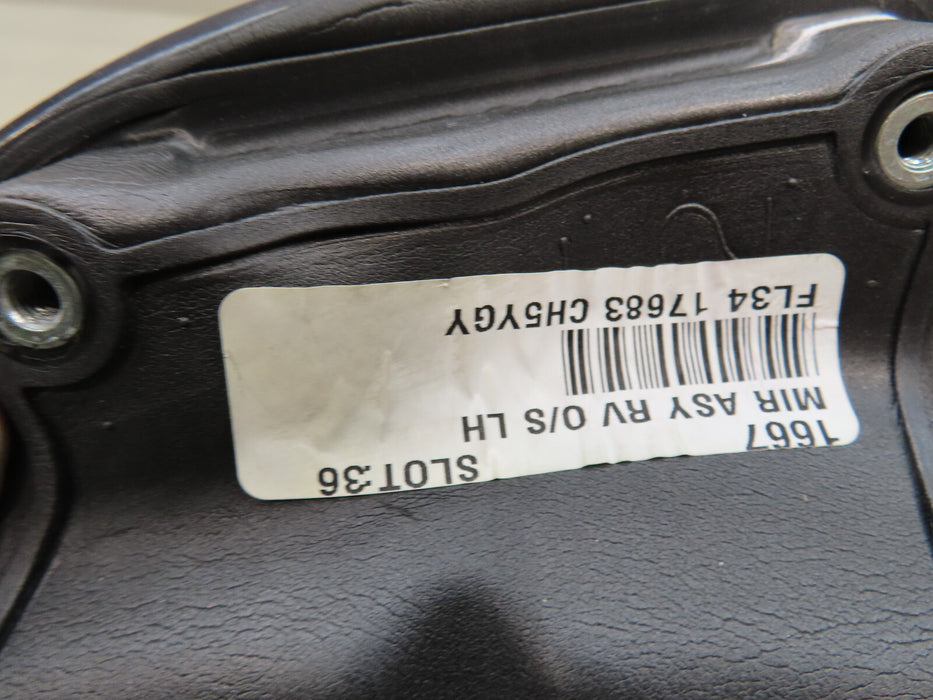 1667 SLOT:36
MIR ASY RV O/S LH
FL34 17683 CH5YGY